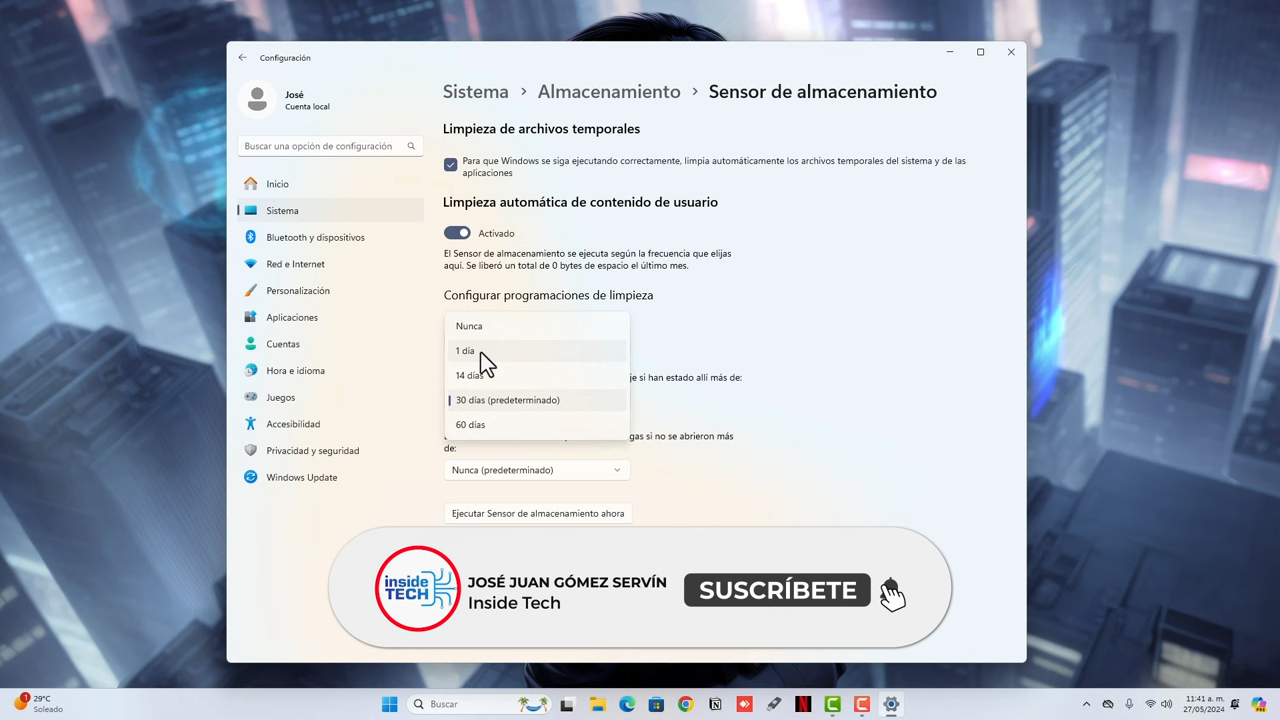 Configuración
José
Cuenta local
Buscar una opción de configuración
Inicio
Sistema
Bluetooth y dispositivos
Red e Internet
Personalización
Aplicaciones
Cuentas
Hora e idioma
Juegos
Accesibilidad
Privacidad y seguridad
Windows Update
Sistema > Almacenamiento > Sensor de almacenamiento
Limpieza de archivos temporales
Para que Windows se siga ejecutando correctamente, limpia automáticamente los archivos temporales del sistema y de las
aplicaciones
Limpieza automática de contenido de usuario
Activado
El Sensor de almacenamiento se ejecuta según la frecuencia que elijas
aquí. Se liberó un total de 0 bytes de espacio el último mes.
Configurar programaciones de limpieza
Nunca
1 día
14 días
30 días (predeterminado)
60 días
je si han estado allí más de:
gas si no se abrieron más
de:
Nunca (predeterminado)
Ejecutar Sensor de almacenamiento ahora
inside
TECH
JOSÉ JUAN GÓMEZ SERVÍN
Inside Tech
SUSCRÍBETE
1
29°C
Soleado
Buscar
11:41 a. m.
27/05/2024